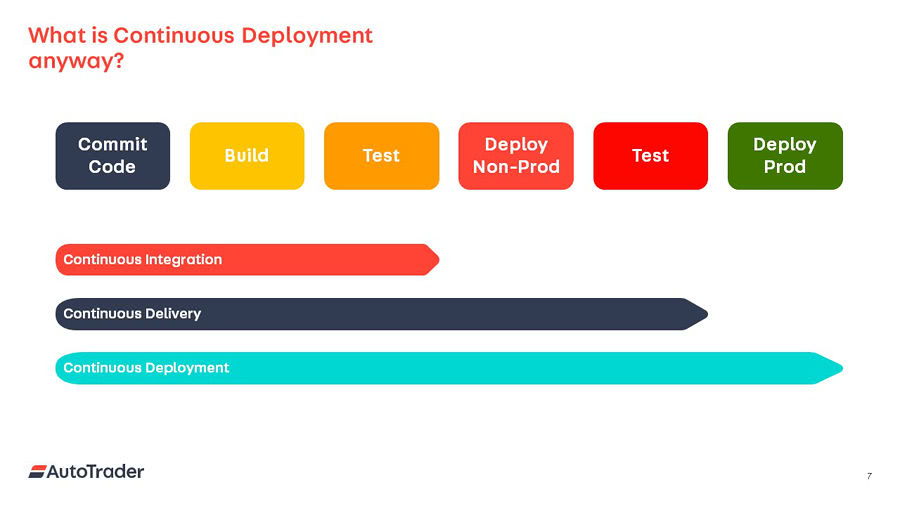 What is Continuous Deployment
anyway?
Commit
Code
Build
Test
Deploy
Non-Prod
Test
Deploy
Prod
Continuous Integration
Continuous Delivery
Continuous Deployment
AutoTrader
7